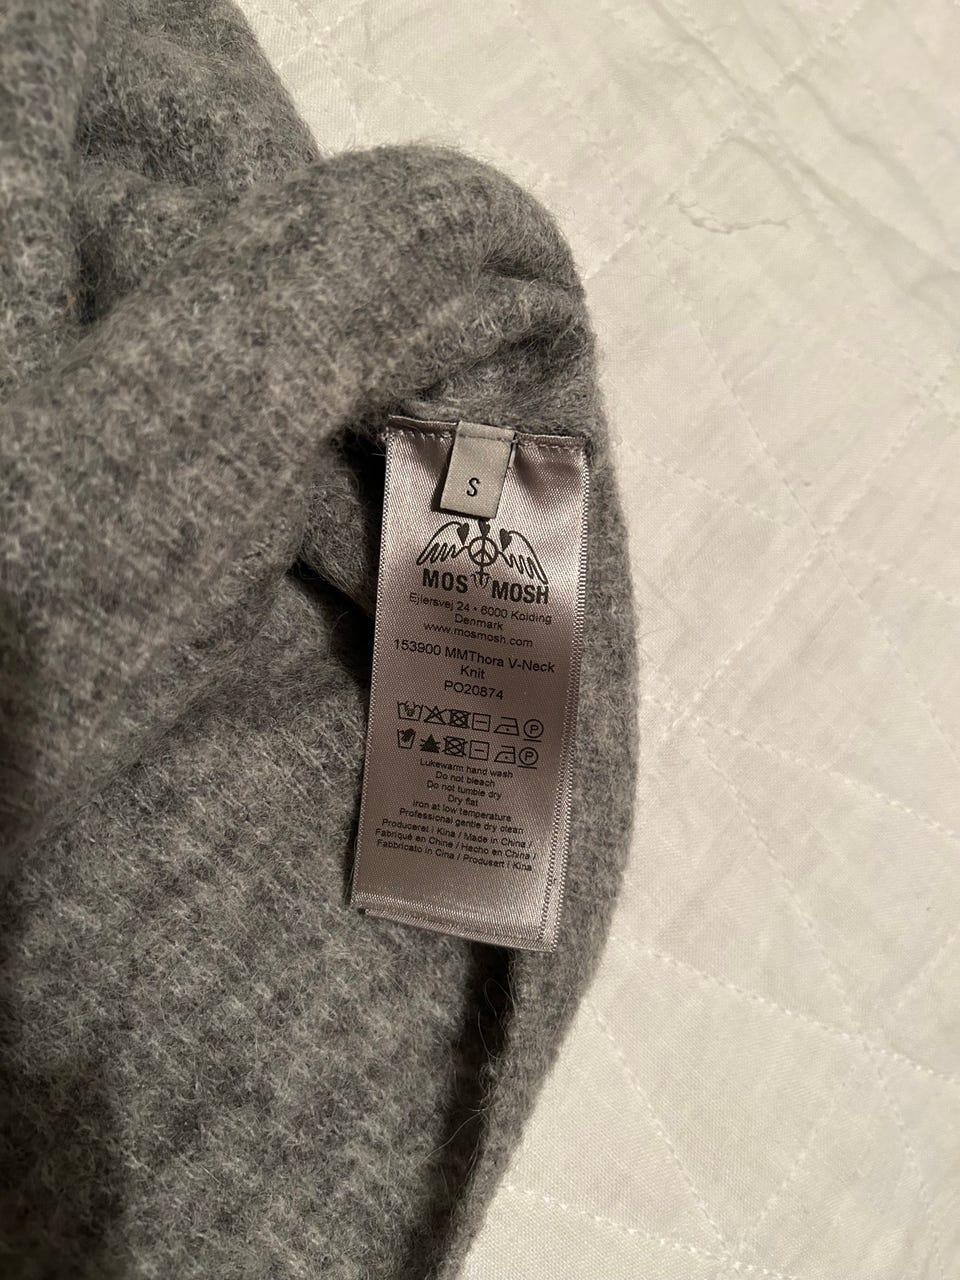 S
MOS MOSH
Ejlersvej 24 • 6000 Kolding
Denmark
www.mosmosh.com
153900 MMThora V-Neck
Knit
PO20874
P
P
Lukewarm hand wash
Do not bleach
Do not tumble dry
Dry flat
Iron at low temperature
Professional gentle dry clean
Produceret i Kina / Made in China /
Fabriqué en Chine / Hecho en China /
Fabbricato in Cina / Produsert i Kina